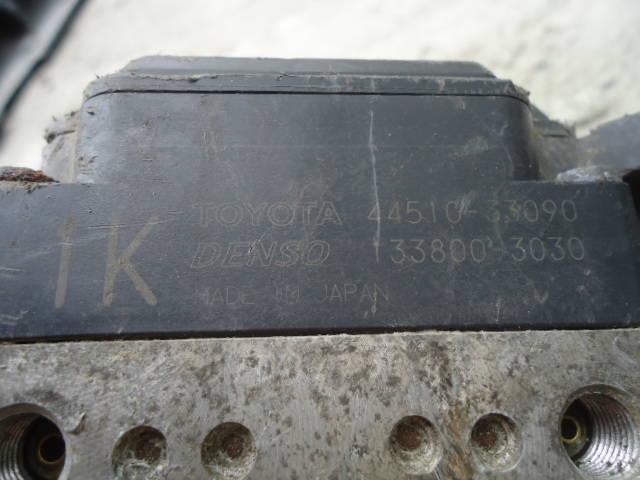 TOYOTA 44510-33090
1K DENSO 133800-3030
MADE IN JAPAN